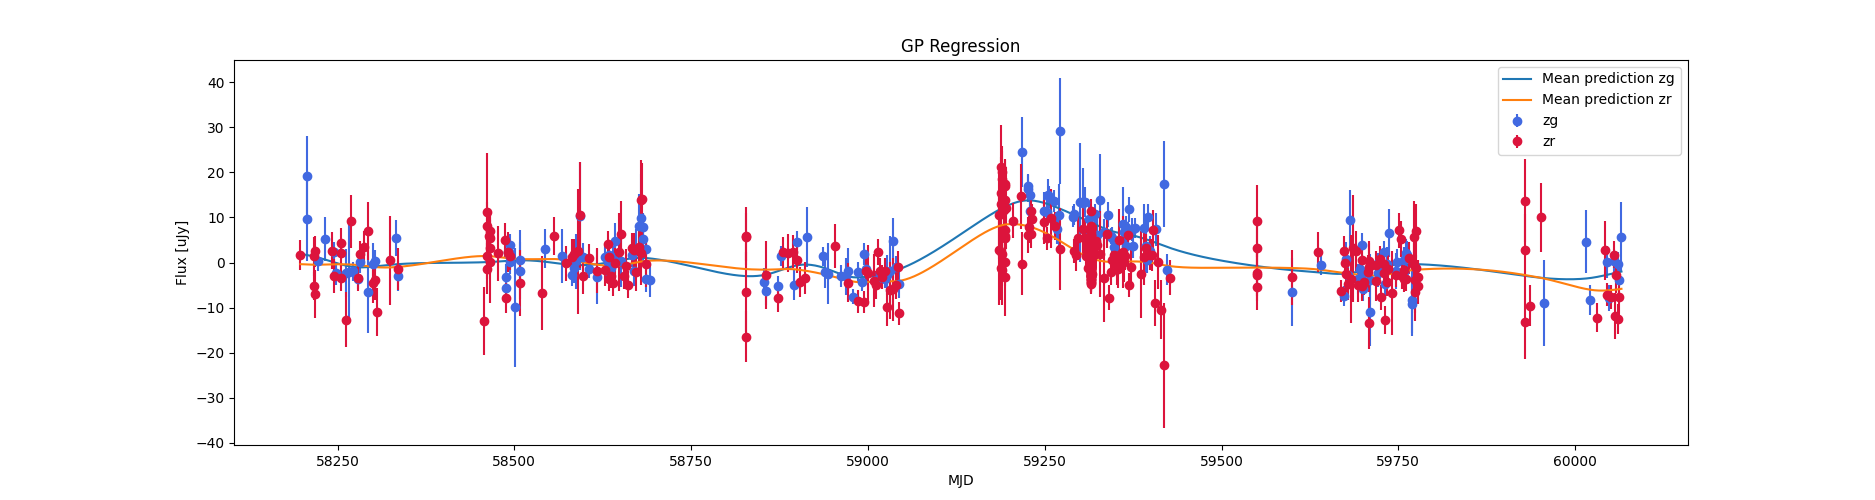 GP Regression
Mean prediction zg
Mean prediction zr
zg
zr
Flux [uJy]
40
30
20
10
0
−10
−20
−30
−40
58250 58500 58750 59000 59250 59500 59750 60000
MJD